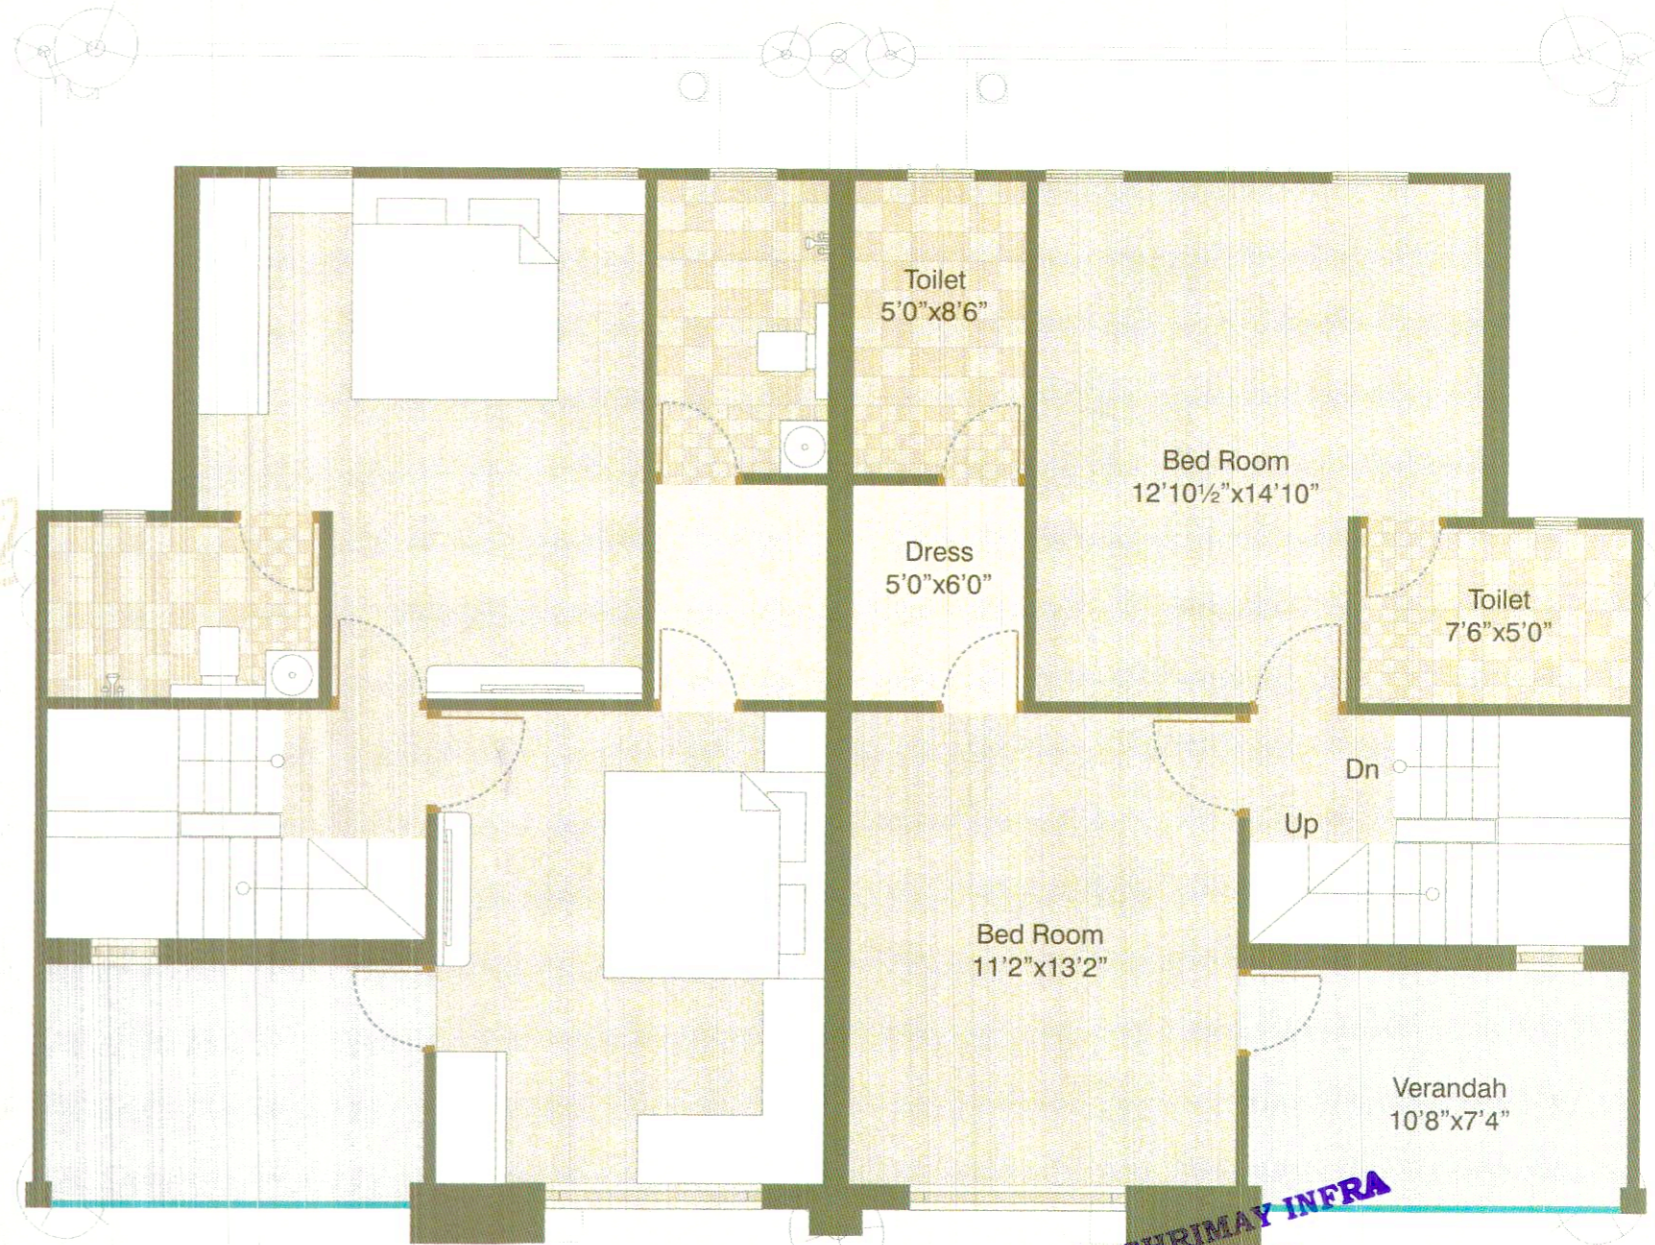 Toilet
5'0"x8'6"
Bed Room
12'10½"x14'10"
Dress
5'0"x6'0"
Toilet
7'6"x5'0"
Dn
Up
Bed Room
11'2"x13'2"
Verandah
10'8"x7'4"
SHRIMAY INFRA